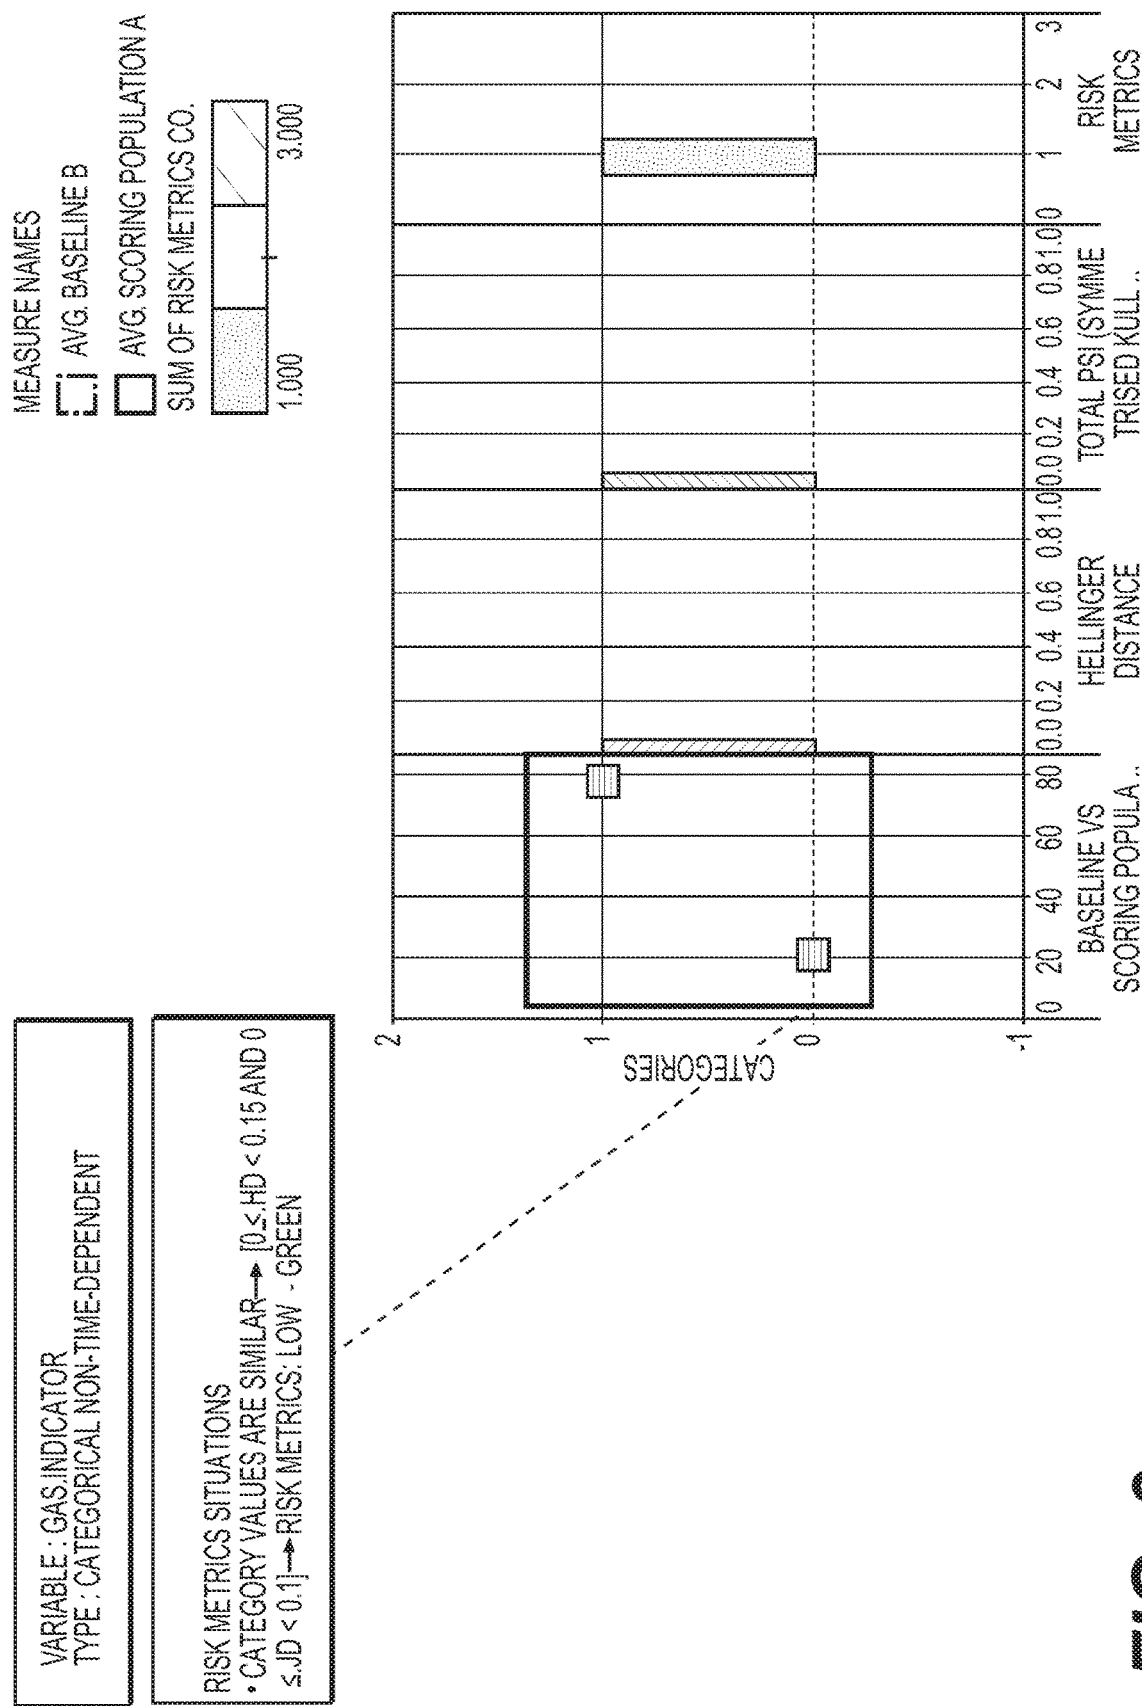 VARIABLE : GAS.INDICATOR
TYPE : CATEGORICAL NON-TIME-DEPENDENT
RISK METRICS SITUATIONS
• CATEGORY VALUES ARE SIMILAR→ [0≤.HD < 0.15 AND 0
≤.JD < 0.1]→RISK METRICS: LOW - GREEN
MEASURE NAMES
AVG. BASELINE B
AVG. SCORING POPULATION A
SUM OF RISK METRICS CO.
1.000 3.000
CATEGORIES
2
1
0
-1
0 20 40 60 80 0.0 0.2 0.4 0.6 0.8 1.0 0.0 0.2 0.4 0.6 0.8 1.0 0 1 2 3
BASELINE VS
SCORING POPULA ..
HELLINGER
DISTANCE
TOTAL PSI (SYMME
TRISED KULL ..
RISK
METRICS